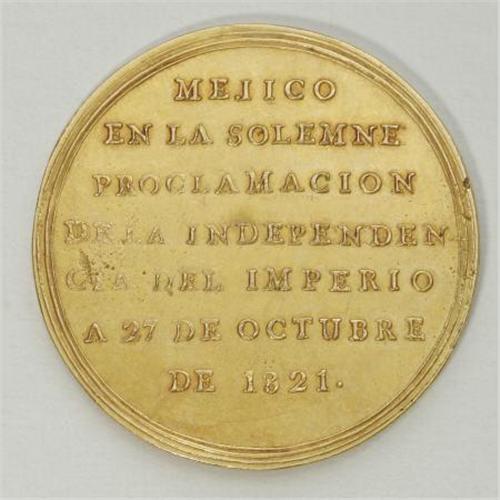 MEJICO
EN LA SOLEMNE
PROCLAMACION
DE LA INDEPENDEN
CIA DEL IMPERIO
A 27 DE OCTUBRE
DE 1821.